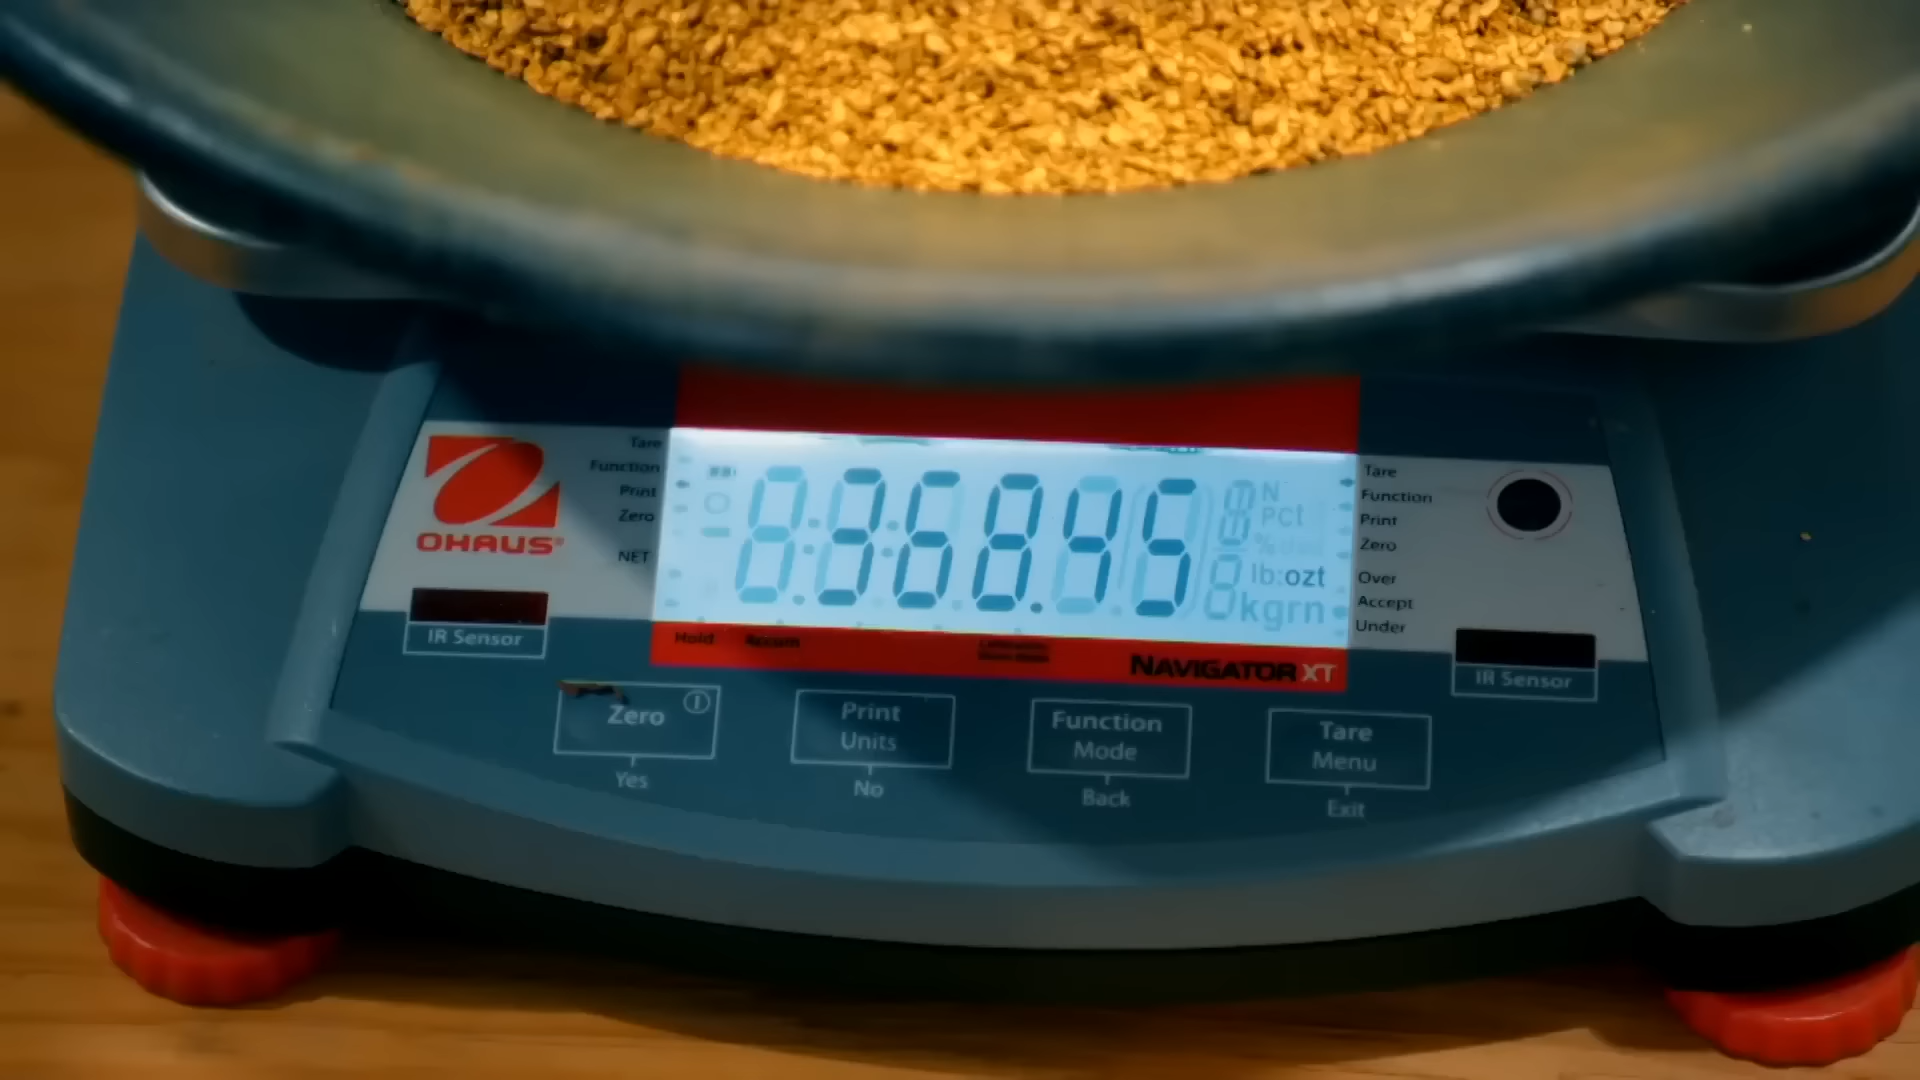 OHAUS®
Tare
Function
Print
Zero
NET
368.45
N
Pct
%
lb:ozt
kgrn
Tare
Function
Print
Zero
Over
Accept
Under
IR Sensor
Hold Accum
NAVIGATOR XT
IR Sensor
Zero
Yes
Print
Units
No
Function
Mode
Back
Tare
Menu
Exit